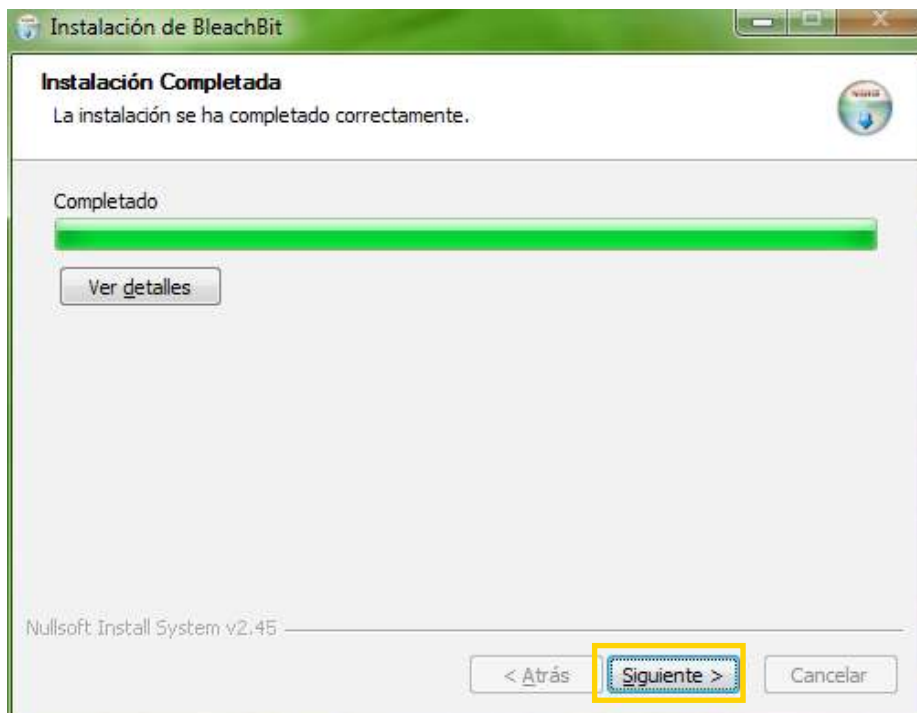 Instalación de BleachBit
Instalación Completada
La instalación se ha completado correctamente.
Completado
Ver detalles
Nullsoft Install System v2.45
< Atrás
Siguiente >
Cancelar